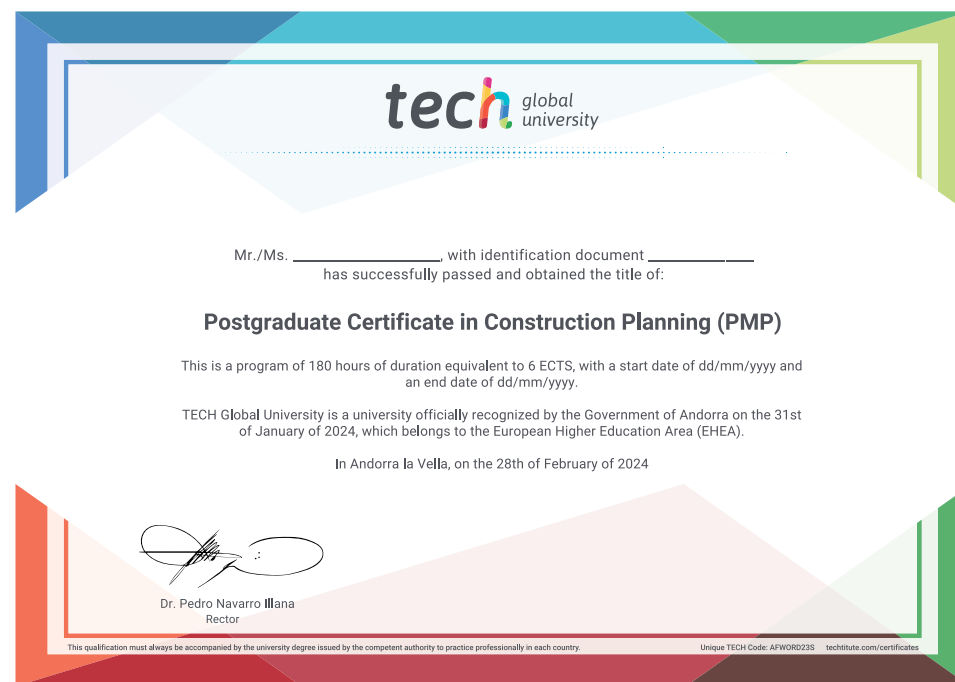 tech global
university
Mr./Ms. ____________________, with identification document ______________
has successfully passed and obtained the title of:
Postgraduate Certificate in Construction Planning (PMP)
This is a program of 180 hours of duration equivalent to 6 ECTS, with a start date of dd/mm/yyyy and
an end date of dd/mm/yyyy.
TECH Global University is a university officially recognized by the Government of Andorra on the 31st
of January of 2024, which belongs to the European Higher Education Area (EHEA).
In Andorra la Vella, on the 28th of February of 2024
Dr. Pedro Navarro Illana
Rector
This qualification must always be accompanied by the university degree issued by the competent authority to practice professionally in each country.
Unique TECH Code: AFWORD23S techtitute.com/certificates